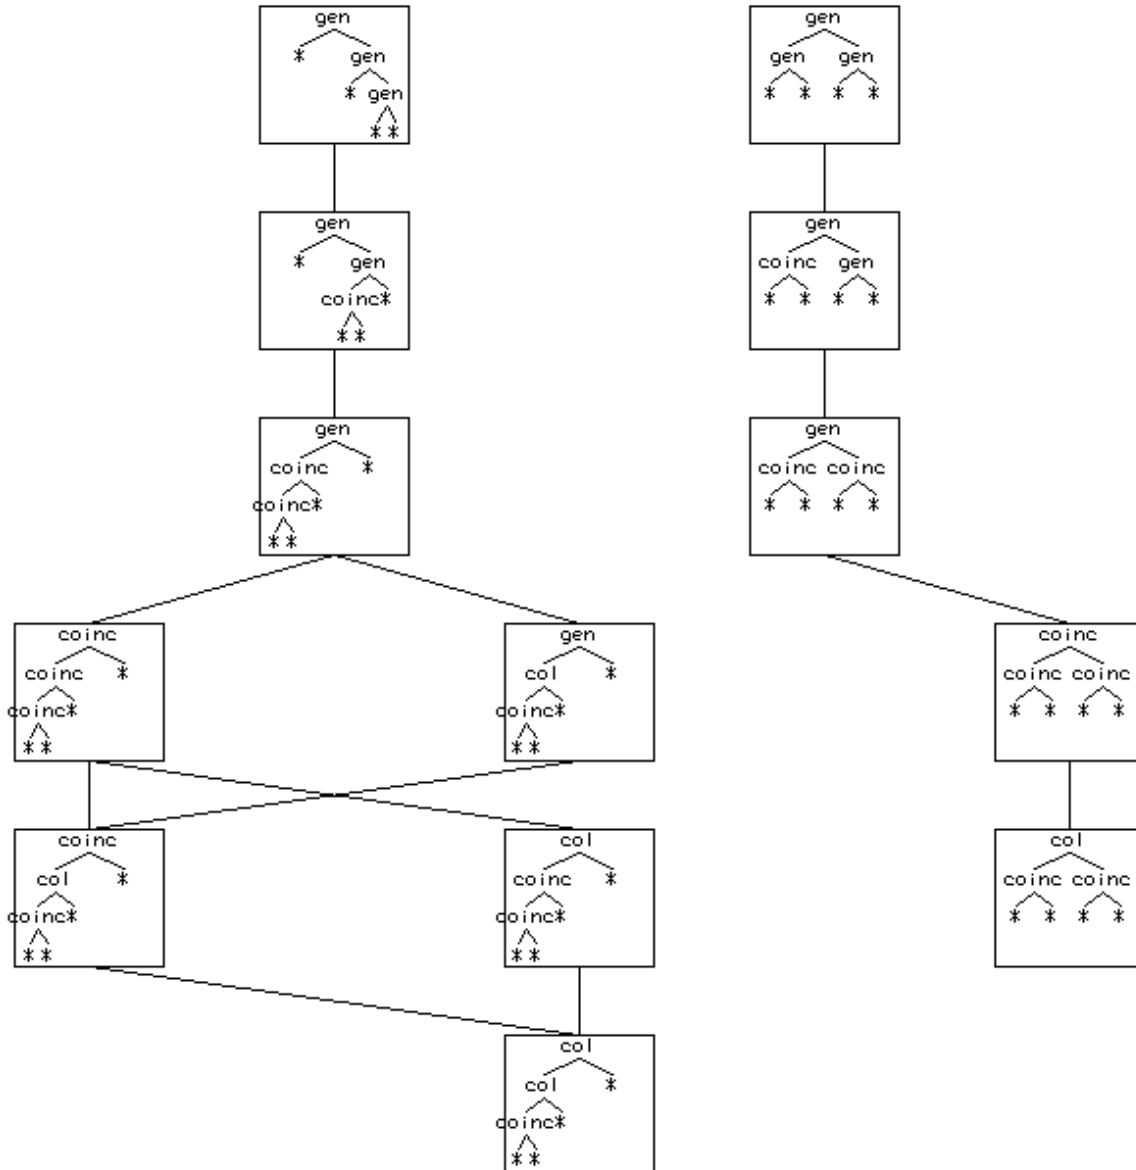 gen gen
* gen gen gen
* gen * * * *
* *
gen gen
* gen coinc gen
coinc* * * * *
* *
gen gen
coinc * coinc coinc
coinc* * * * *
* *
coinc gen coinc
coinc * col * coinc coinc
coinc* coinc* * * * *
* * * *
coinc col col
col * coinc * coinc coinc
coinc* coinc* * * * *
* * * *
col
col *
coinc*
* *